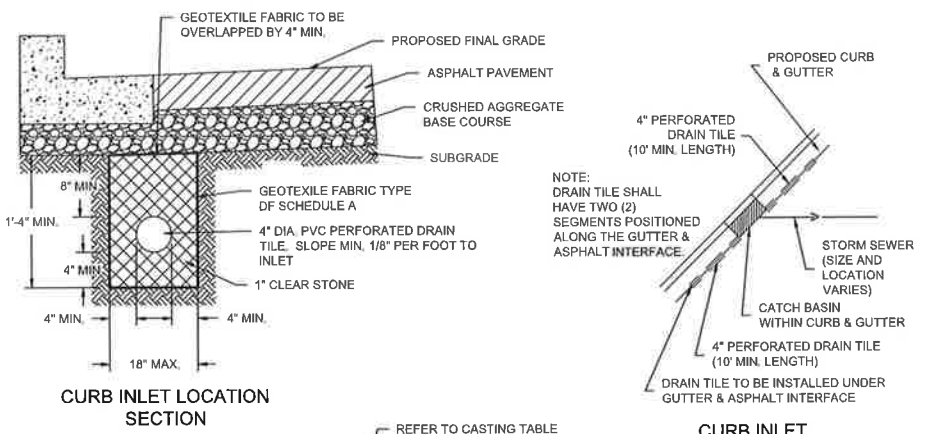 GEOTEXTILE FABRIC TO BE
OVERLAPPED BY 4" MIN.
PROPOSED FINAL GRADE
ASPHALT PAVEMENT
CRUSHED AGGREGATE
BASE COURSE
SUBGRADE
8" MIN.
1'-4" MIN.
GEOTEXILE FABRIC TYPE
DF SCHEDULE A
4" DIA. PVC PERFORATED DRAIN
TILE. SLOPE MIN. 1/8" PER FOOT TO
INLET
4" MIN.
1" CLEAR STONE
4" MIN.
4" MIN.
18" MAX.
CURB INLET LOCATION
SECTION
PROPOSED CURB
& GUTTER
4" PERFORATED
DRAIN TILE
(10' MIN. LENGTH)
NOTE:
DRAIN TILE SHALL
HAVE TWO (2)
SEGMENTS POSITIONED
ALONG THE GUTTER &
ASPHALT INTERFACE.
STORM SEWER
(SIZE AND
LOCATION
VARIES)
CATCH BASIN
WITHIN CURB & GUTTER
4" PERFORATED DRAIN TILE
(10' MIN. LENGTH)
DRAIN TILE TO BE INSTALLED UNDER
GUTTER & ASPHALT INTERFACE
REFER TO CASTING TABLE
CURB INLET